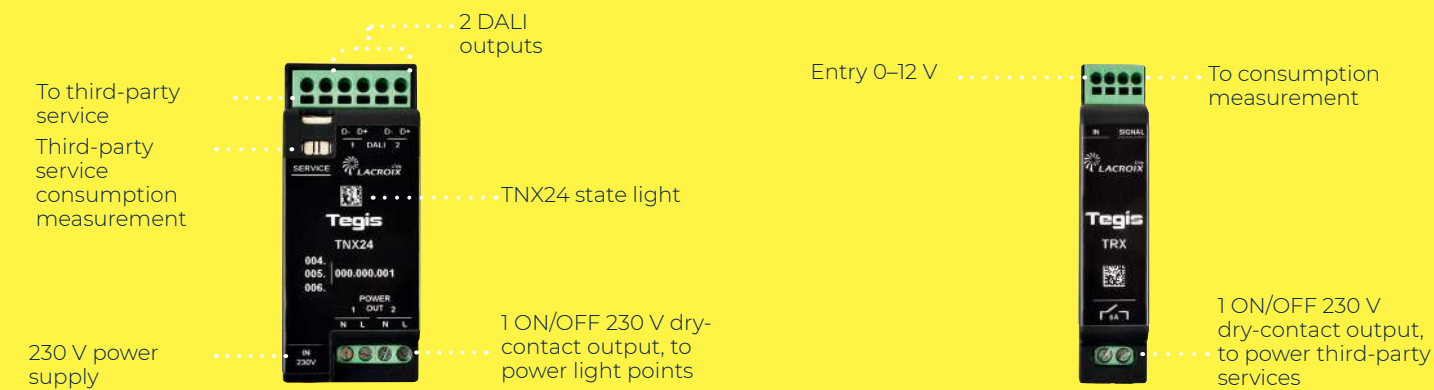 2 DALI
outputs
To third-party
service
Third-party
service
consumption
measurement
TNX24 state light
230 V power
supply
1 ON/OFF 230 V dry-
contact output, to
power light points
D- D+ D- D+
1 DALI 2
SERVICE
LACROIX
City
Tegis
TNX24
004.
005. 000.000.001
006.
POWER
1 OUT 2
N L N L
IN
230V
Entry 0–12 V
To consumption
measurement
IN SIGNAL
LACROIX
City
Tegis
TRX
6A
1 ON/OFF 230 V
dry-contact output,
to power third-party
services